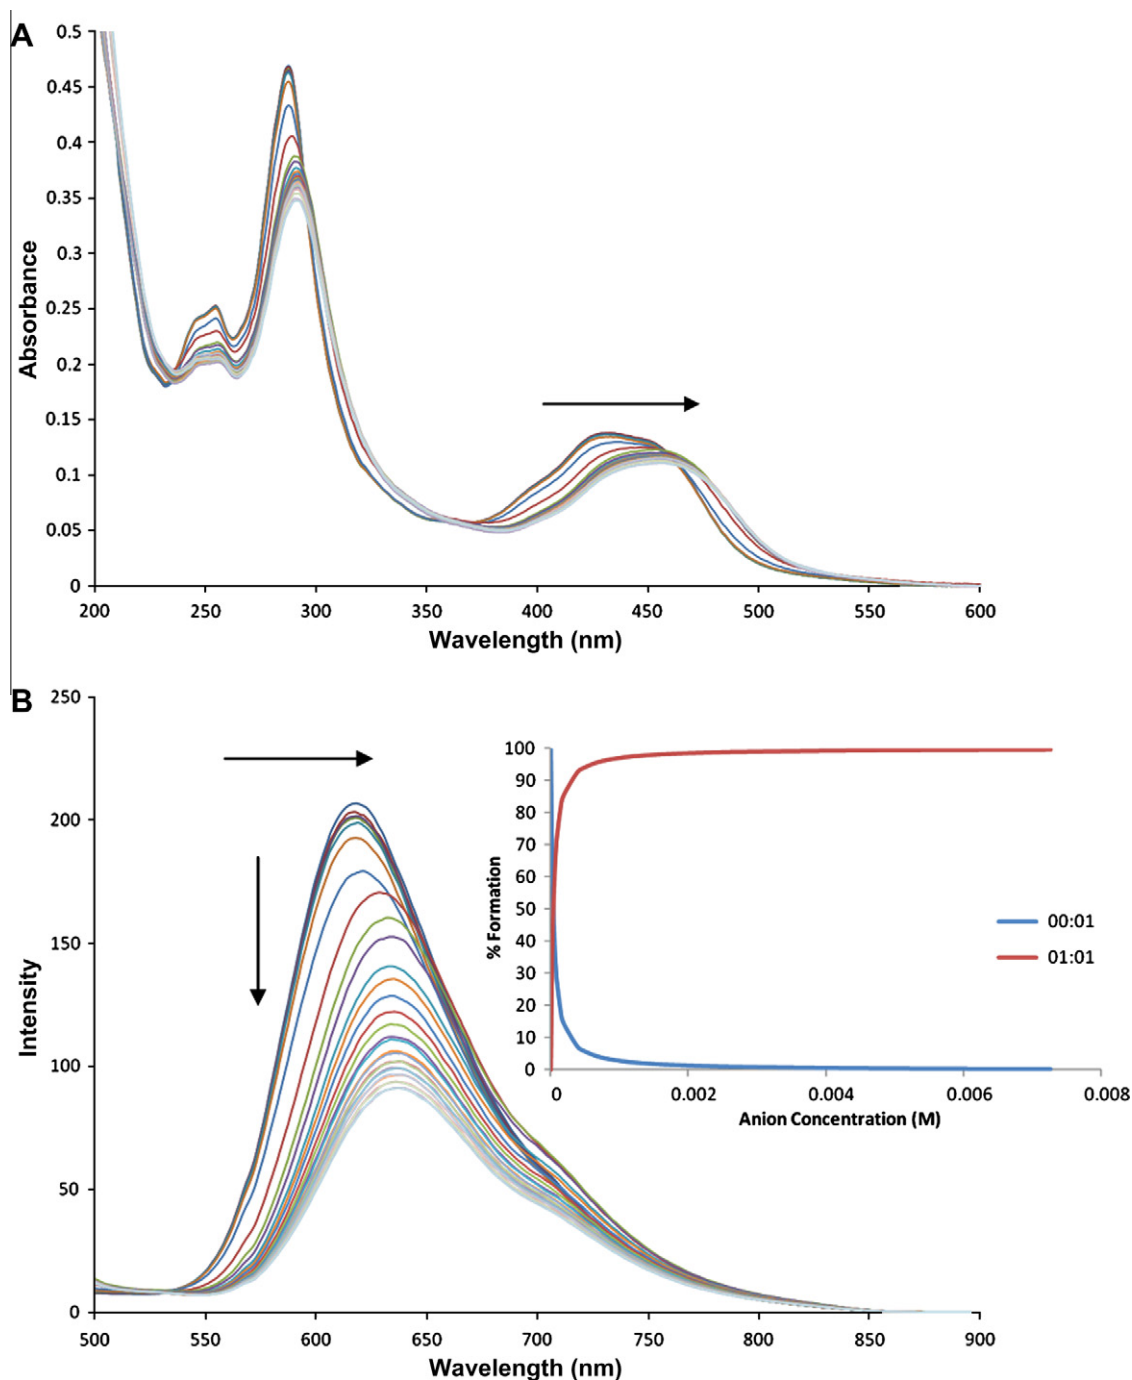 A
0.5
0.45
0.4
0.35
0.3
0.25
0.2
0.15
0.1
0.05
0
Absorbance
200 250 300 350 400 450 500 550 600
Wavelength (nm)
B
250
200
150
100
50
0
Intensity
500 550 600 650 700 750 800 850 900
Wavelength (nm)
100
90
80
70
60
50
40
30
20
10
0
% Formation
0 0.002 0.004 0.006 0.008
Anion Concentration (M)
00:01
01:01